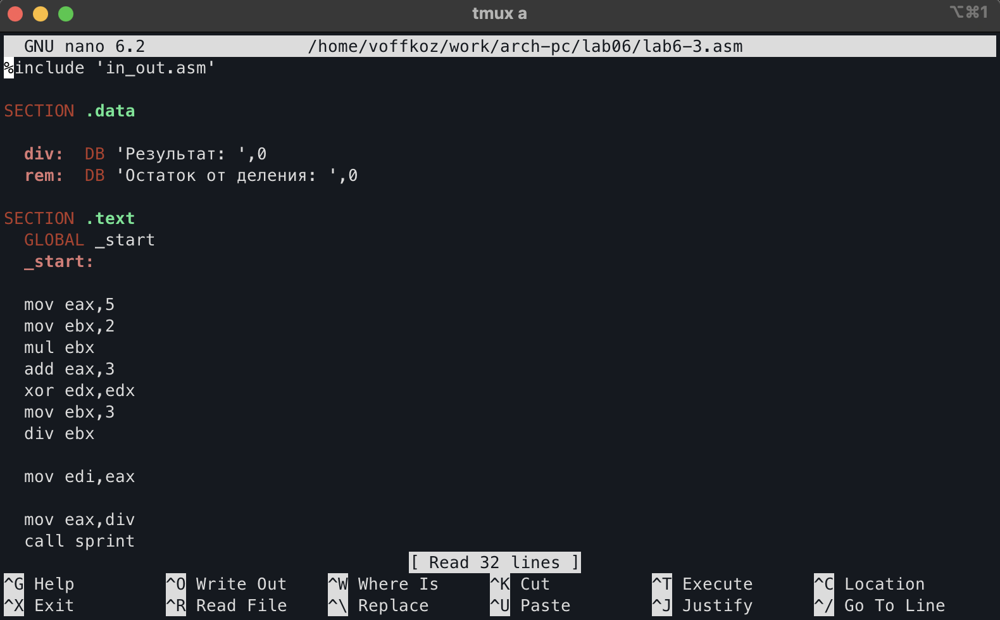 tmux a
⌥⌘1
GNU nano 6.2 /home/voffkoz/work/arch-pc/lab06/lab6-3.asm
%include 'in_out.asm'
SECTION .data
div: DB 'Результат: ',0
rem: DB 'Остаток от деления: ',0
SECTION .text
GLOBAL _start
_start:
mov eax,5
mov ebx,2
mul ebx
add eax,3
xor edx,edx
mov ebx,3
div ebx
mov edi,eax
mov eax,div
call sprint
[ Read 32 lines ]
^G Help ^O Write Out ^W Where Is ^K Cut ^T Execute ^C Location
^X Exit ^R Read File ^\ Replace ^U Paste ^J Justify ^/ Go To Line